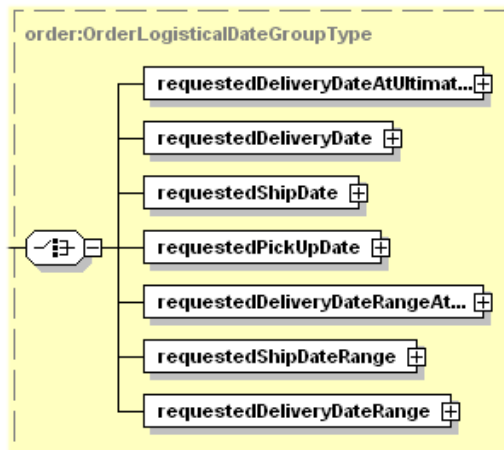 order:OrderLogisticalDateGroupType
requestedDeliveryDateAtUltimat...
requestedDeliveryDate
requestedShipDate
requestedPickUpDate
requestedDeliveryDateRangeAt...
requestedShipDateRange
requestedDeliveryDateRange